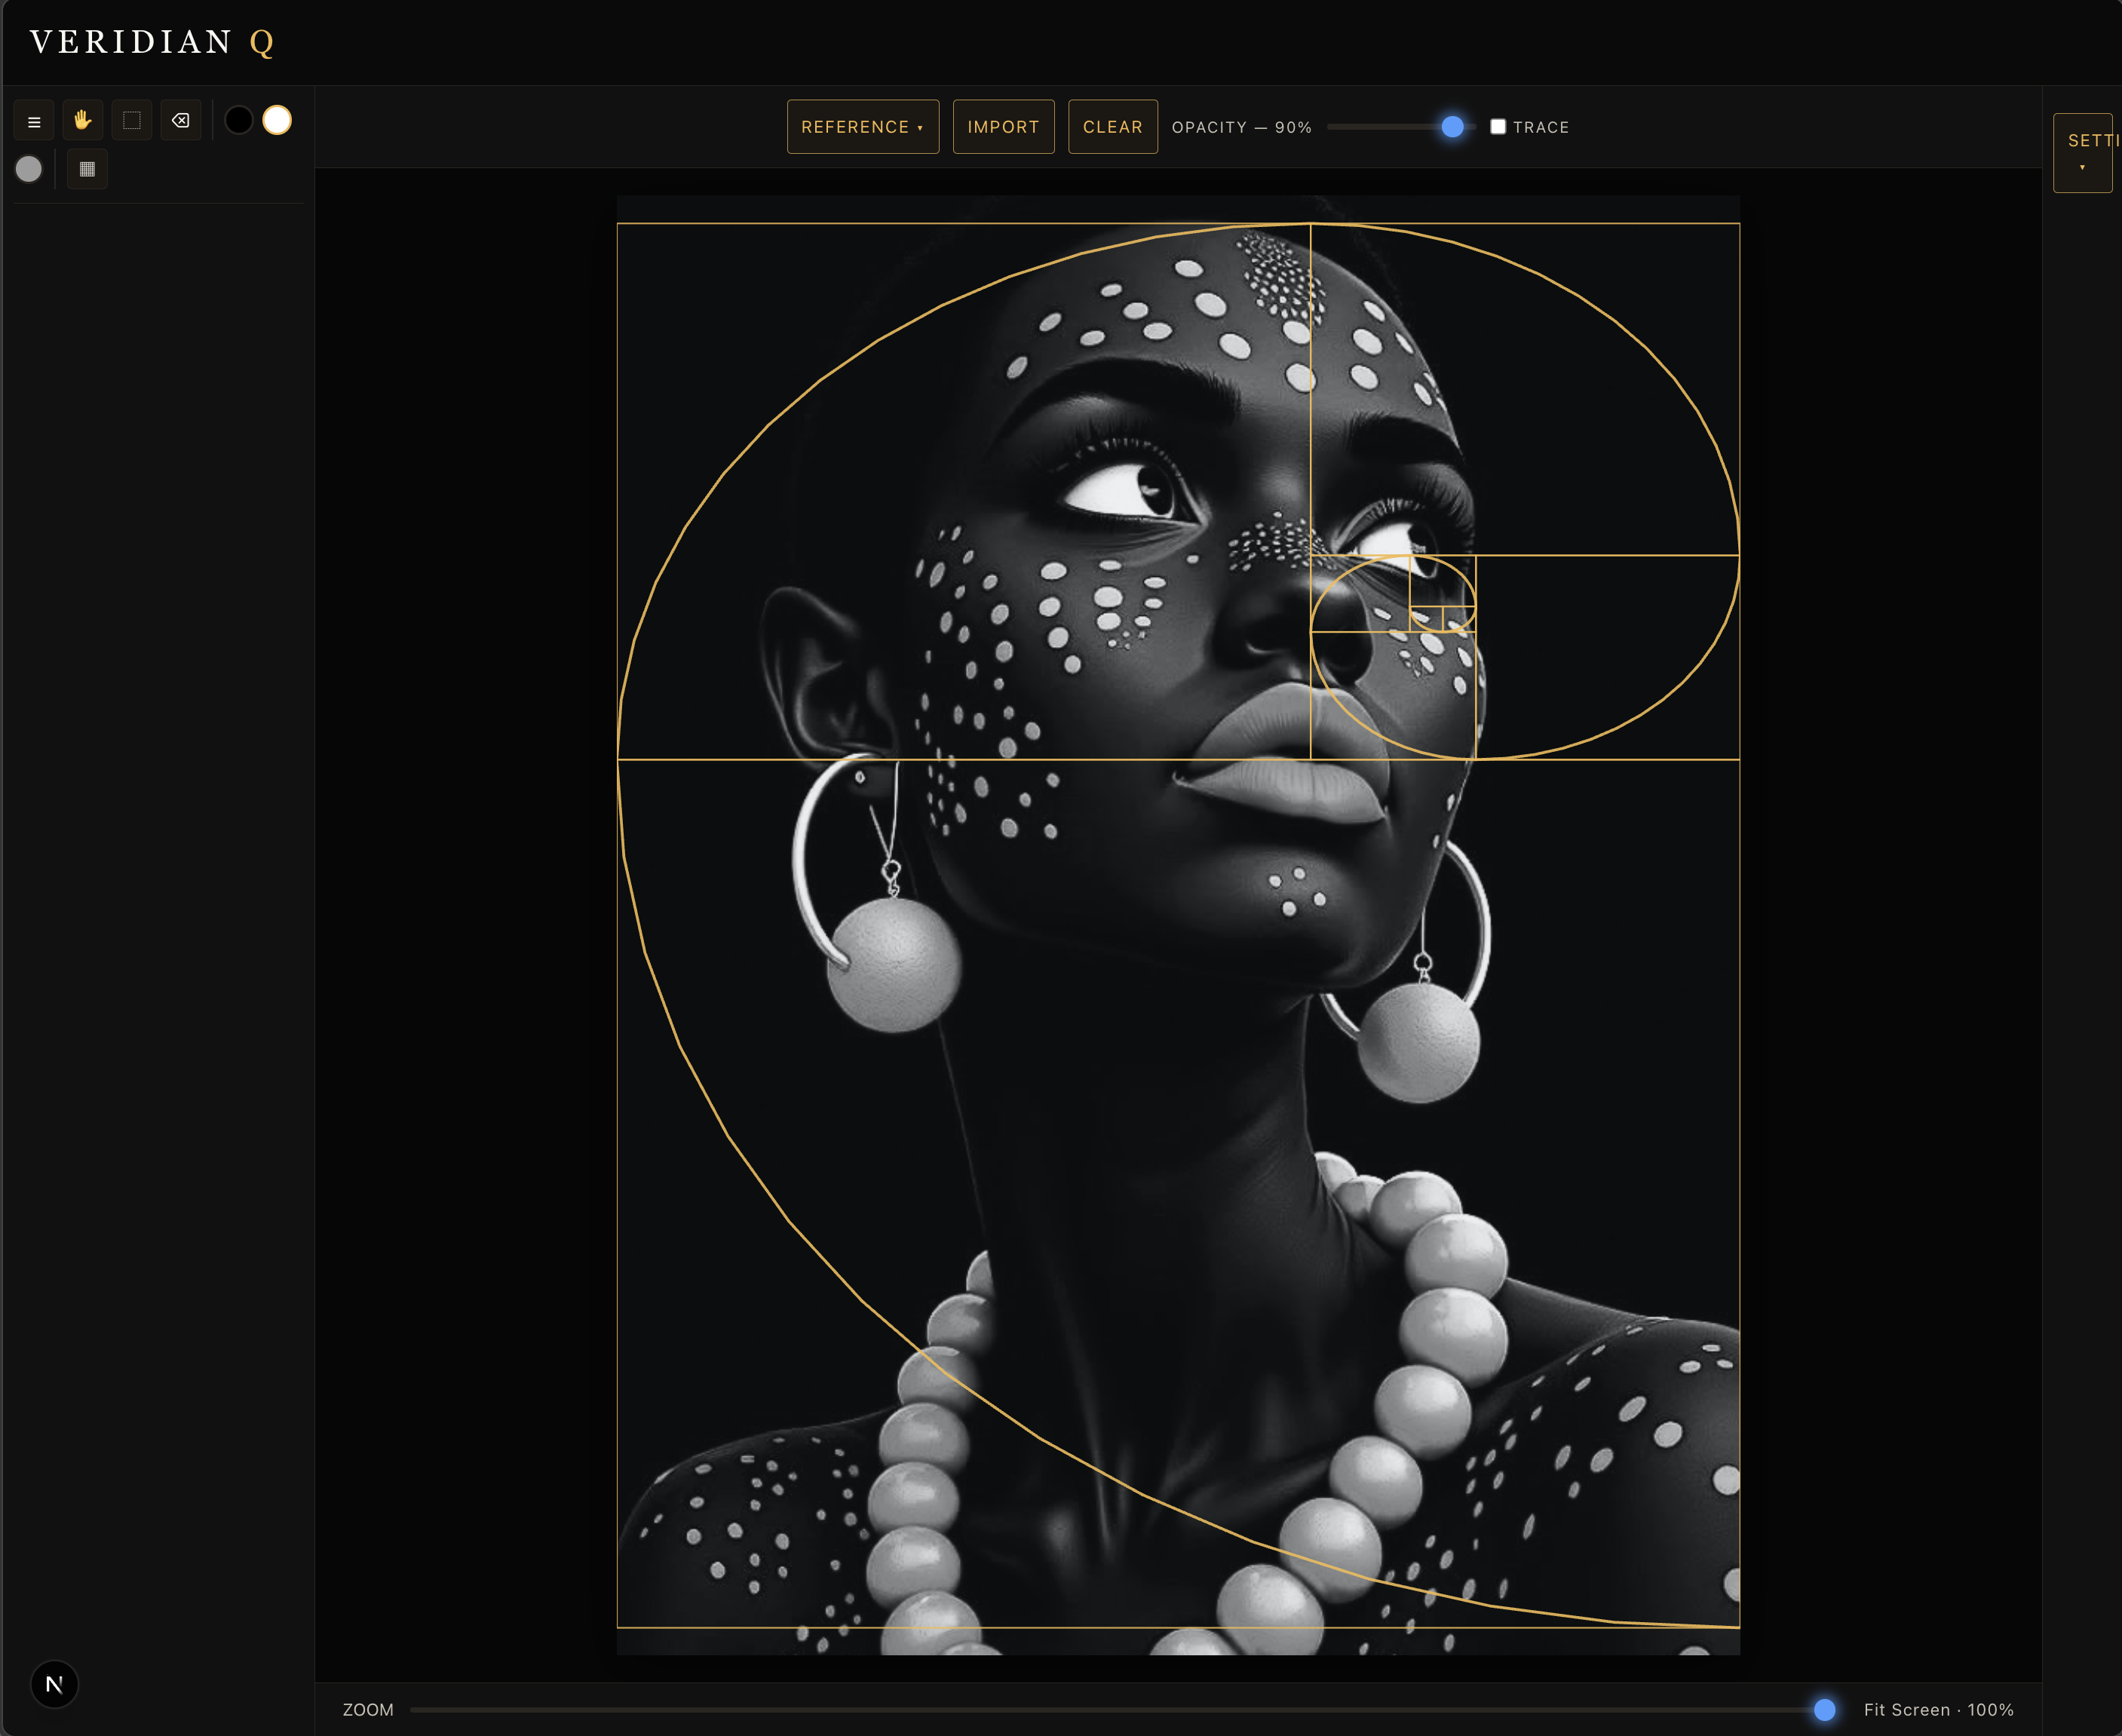 VERIDIAN Q
REFERENCE ▾
IMPORT
CLEAR
OPACITY — 90%
TRACE
SETTI
▾
N
ZOOM
Fit Screen · 100%